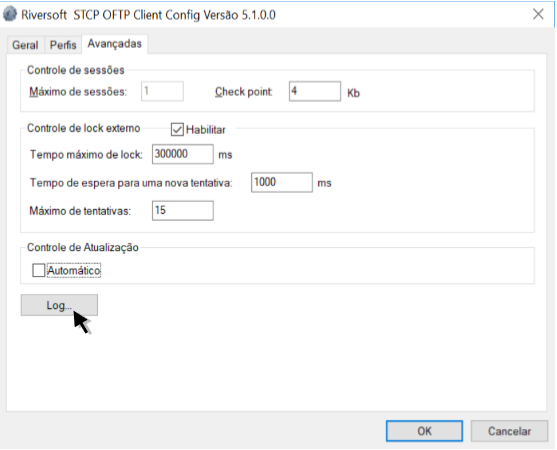 Riversoft STCP OFTP Client Config Versão 5.1.0.0
Geral Perfis Avançadas
Controle de sessões
Máximo de sessões: 1 Check point: 4 Kb
Controle de lock externo Habilitar
Tempo máximo de lock: 300000 ms
Tempo de espera para uma nova tentativa: 1000 ms
Máximo de tentativas: 15
Controle de Atualização
Automático
Log...
OK Cancelar